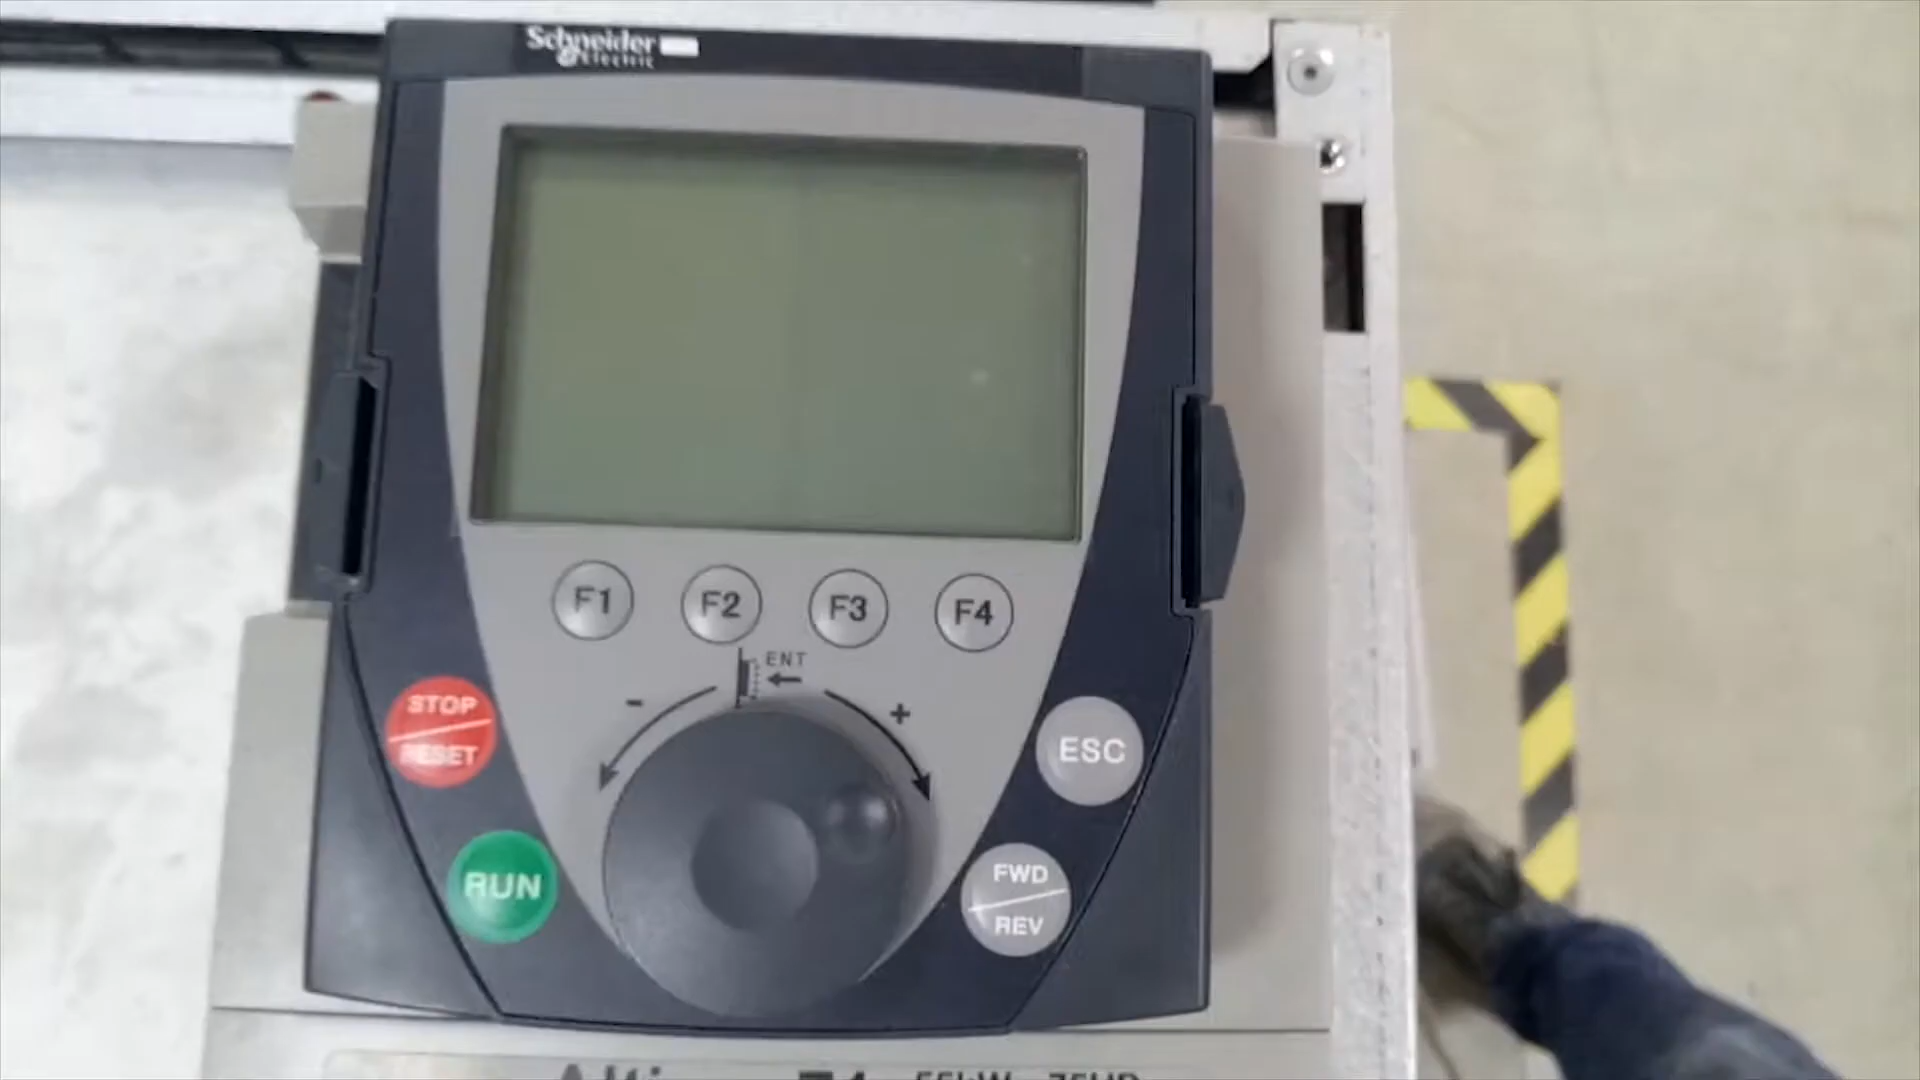 Schneider
Electric
F1 F2 F3 F4
ENT
- +
STOP
RESET
ESC
RUN
FWD
REV